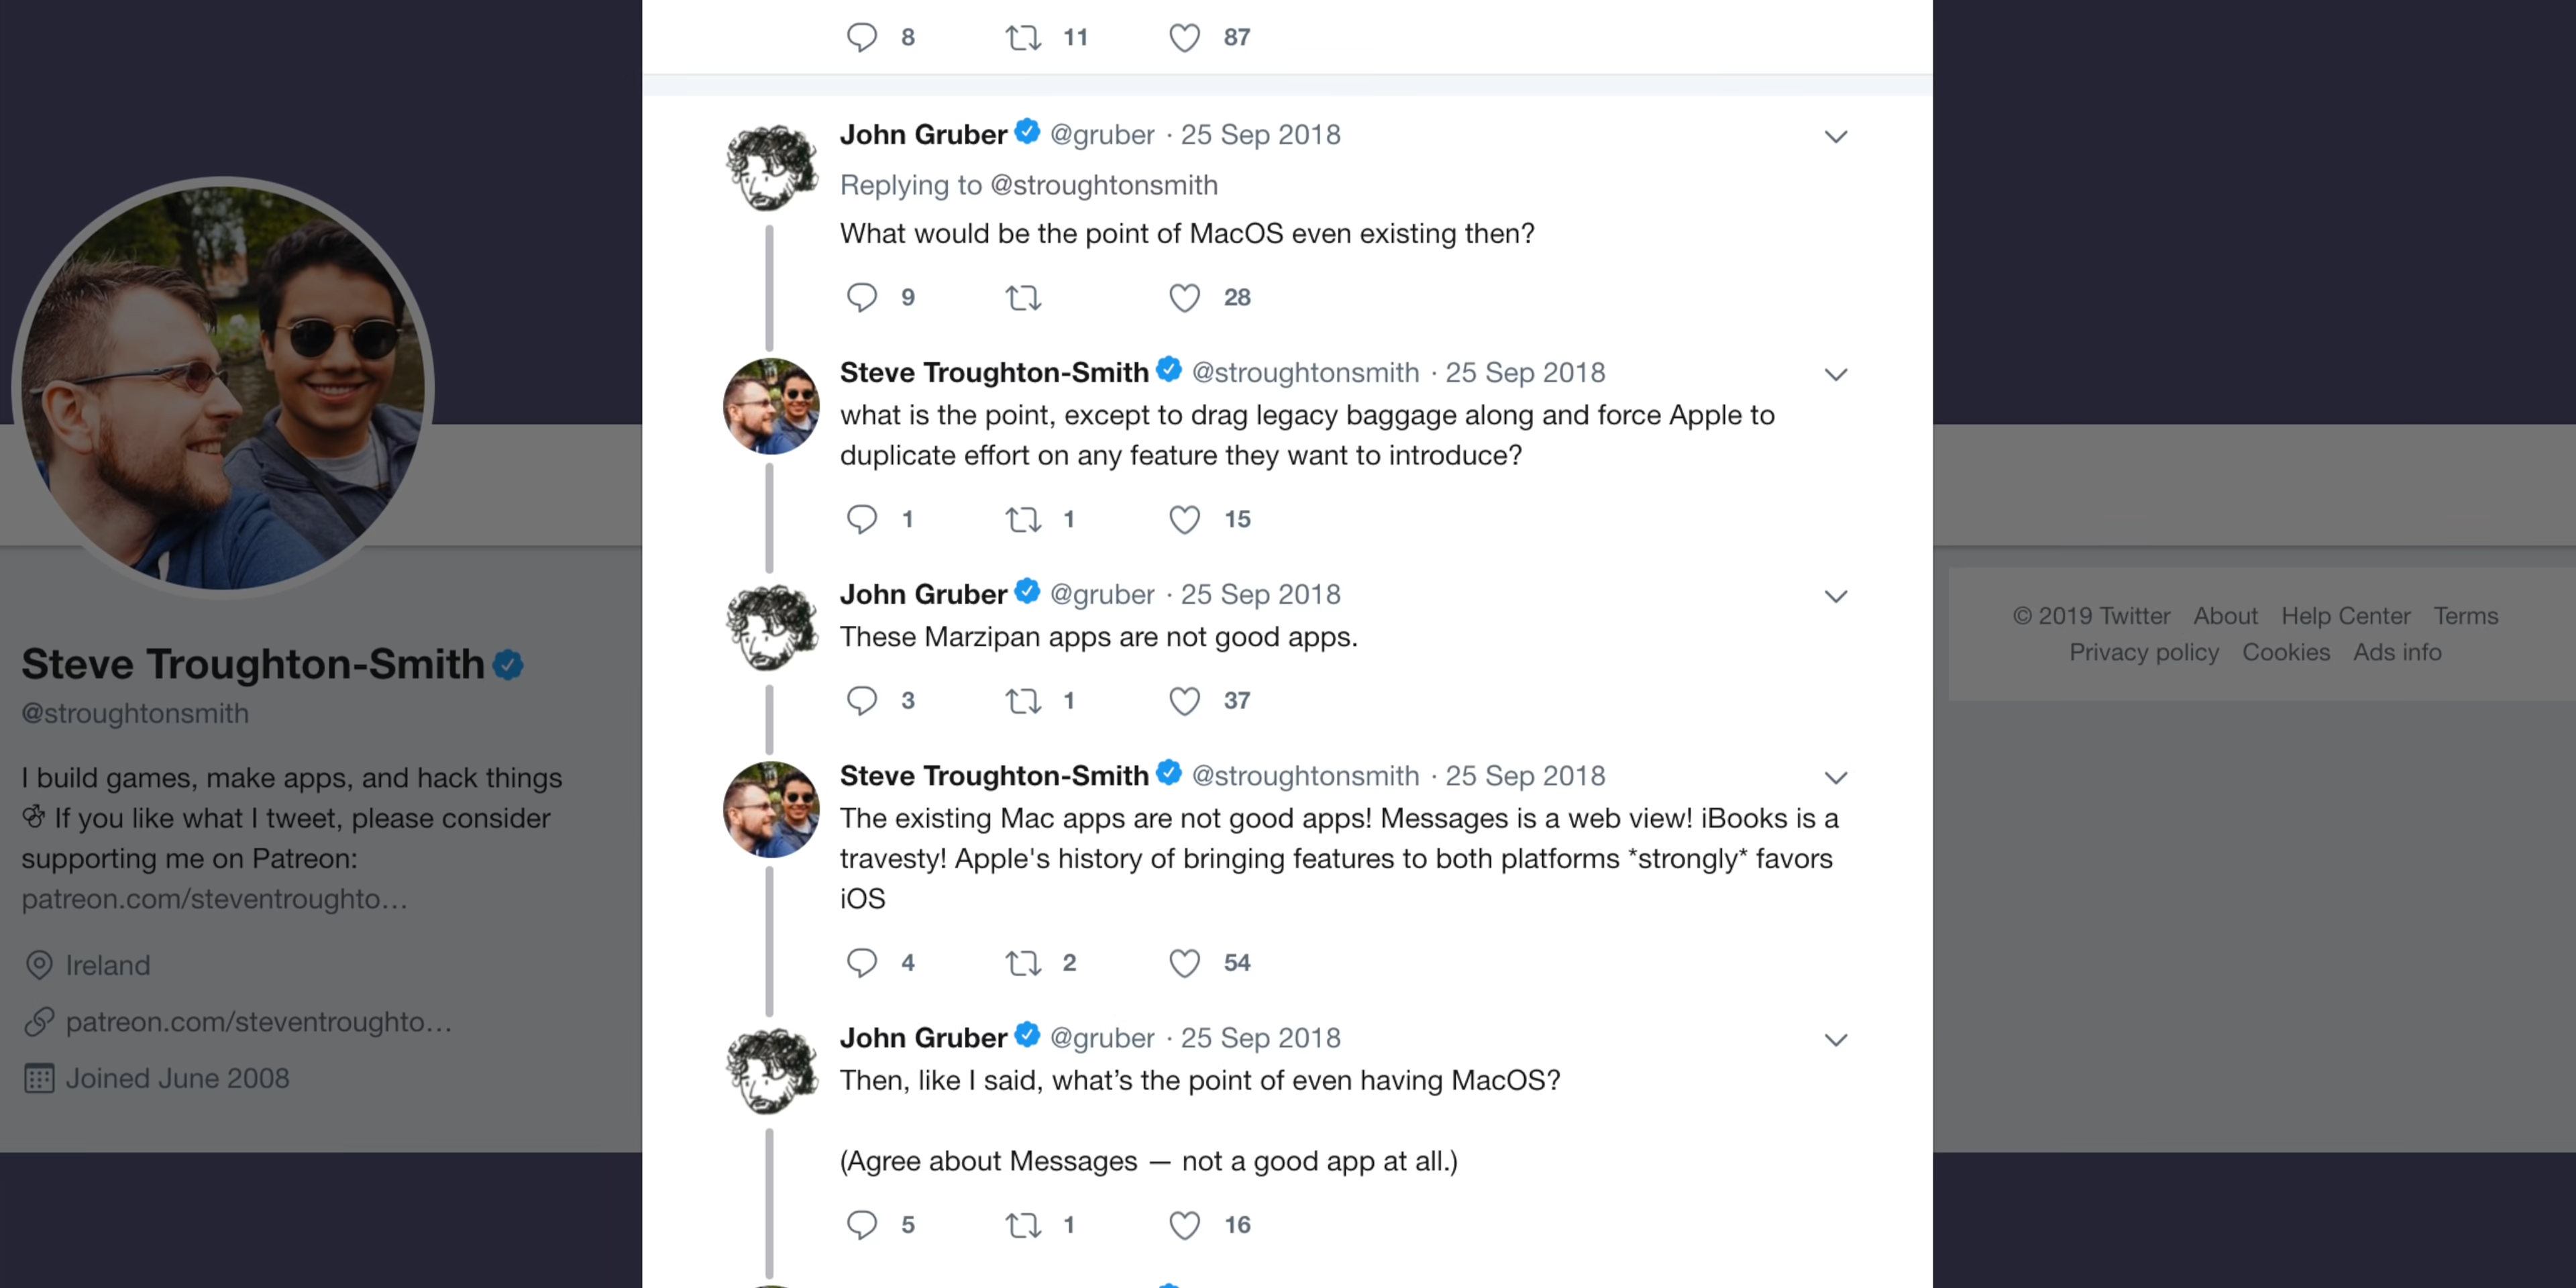 8 11 87
John Gruber @gruber · 25 Sep 2018
Replying to @stroughtonsmith
What would be the point of MacOS even existing then?
9 28
Steve Troughton-Smith @stroughtonsmith · 25 Sep 2018
what is the point, except to drag legacy baggage along and force Apple to
duplicate effort on any feature they want to introduce?
1 1 15
John Gruber @gruber · 25 Sep 2018
These Marzipan apps are not good apps.
3 1 37
Steve Troughton-Smith @stroughtonsmith · 25 Sep 2018
The existing Mac apps are not good apps! Messages is a web view! iBooks is a
travesty! Apple's history of bringing features to both platforms *strongly* favors
iOS
4 2 54
John Gruber @gruber · 25 Sep 2018
Then, like I said, what’s the point of even having MacOS?
(Agree about Messages — not a good app at all.)
5 1 16
Steve Troughton-Smith
@stroughtonsmith
I build games, make apps, and hack things
⚣ If you like what I tweet, please consider
supporting me on Patreon:
patreon.com/steventroughto…
Ireland
patreon.com/steventroughto…
Joined June 2008
© 2019 Twitter About Help Center Terms
Privacy policy Cookies Ads info